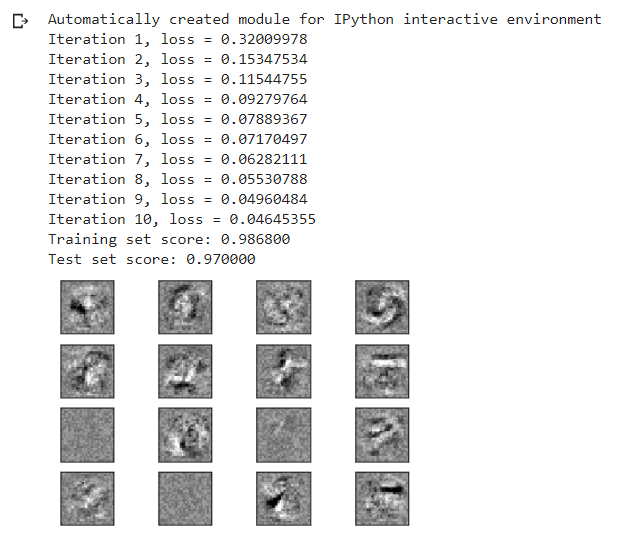 Automatically created module for IPython interactive environment
Iteration 1, loss = 0.32009978
Iteration 2, loss = 0.15347534
Iteration 3, loss = 0.11544755
Iteration 4, loss = 0.09279764
Iteration 5, loss = 0.07889367
Iteration 6, loss = 0.07170497
Iteration 7, loss = 0.06282111
Iteration 8, loss = 0.05530788
Iteration 9, loss = 0.04960484
Iteration 10, loss = 0.04645355
Training set score: 0.986800
Test set score: 0.970000